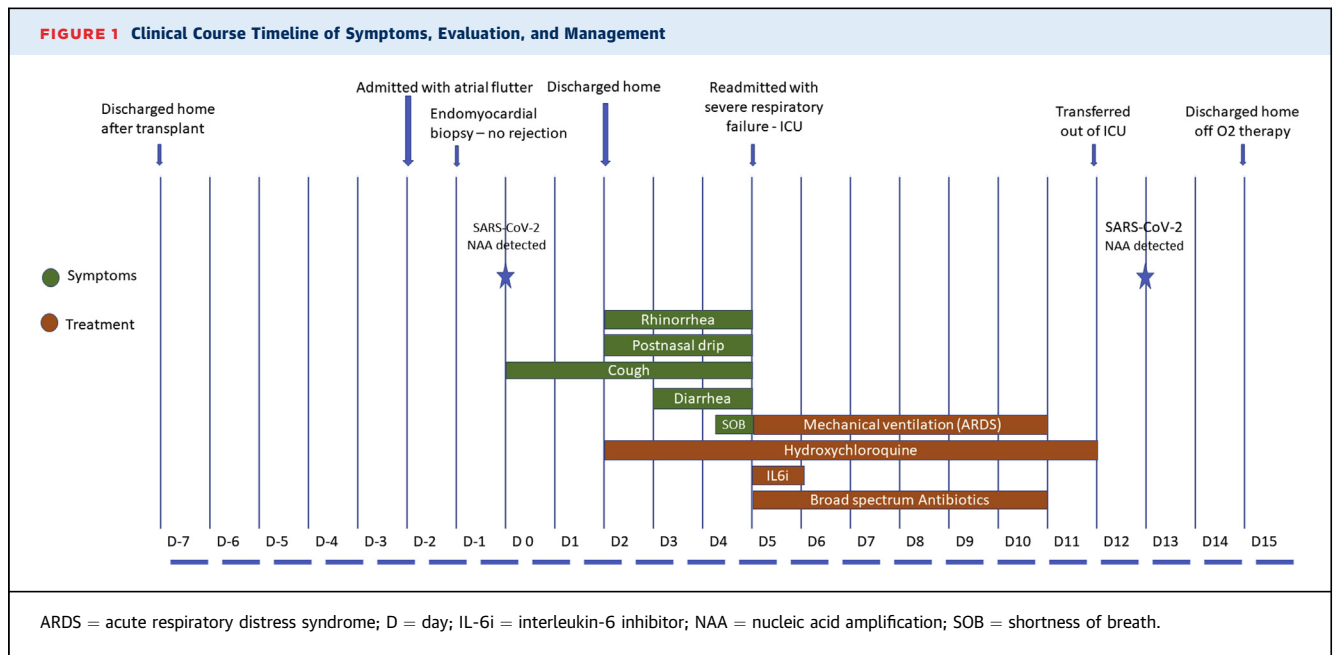 FIGURE 1 Clinical Course Timeline of Symptoms, Evaluation, and Management
Discharged home
after transplant
Admitted with atrial flutter
Endomyocardial
biopsy – no rejection
Discharged home
Readmitted with
severe respiratory
failure - ICU
Transferred
out of ICU
Discharged home
off O2 therapy
SARS-CoV-2
NAA detected
SARS-CoV-2
NAA detected
Symptoms
Treatment
Rhinorrhea
Postnasal drip
Cough
Diarrhea
SOB
Mechanical ventilation (ARDS)
Hydroxychloroquine
IL6i
Broad spectrum Antibiotics
D-7 D-6 D-5 D-4 D-3 D-2 D-1 D 0 D1 D2 D3 D4 D5 D6 D7 D8 D9 D10 D11 D12 D13 D14 D15
ARDS = acute respiratory distress syndrome; D = day; IL-6i = interleukin-6 inhibitor; NAA = nucleic acid amplification; SOB = shortness of breath.